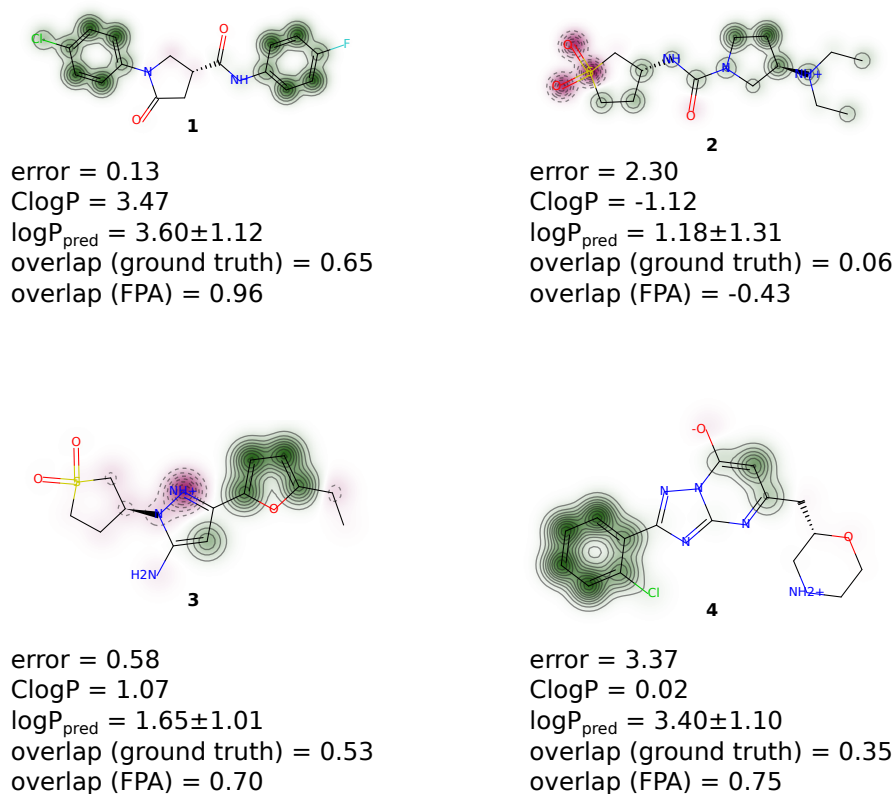 Cl
O
N
NH
F
O
1
error = 0.13
ClogP = 3.47
logPpred = 3.60±1.12
overlap (ground truth) = 0.65
overlap (FPA) = 0.96
O
S
O
NH
N
NH+
O
2
error = 2.30
ClogP = -1.12
logPpred = 1.18±1.31
overlap (ground truth) = 0.06
overlap (FPA) = -0.43
O
O
S
NH+
N
O
H2N
3
error = 0.58
ClogP = 1.07
logPpred = 1.65±1.01
overlap (ground truth) = 0.53
overlap (FPA) = 0.70
-O
N
N
N
N
O
Cl
NH2+
4
error = 3.37
ClogP = 0.02
logPpred = 3.40±1.10
overlap (ground truth) = 0.35
overlap (FPA) = 0.75